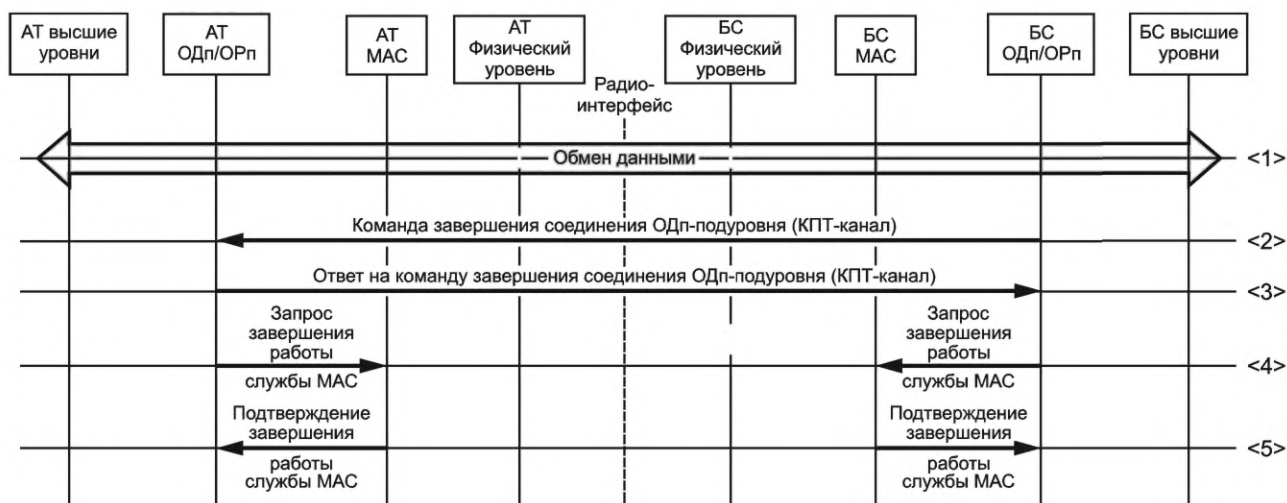 АТ высшие
уровни
АТ
ОДп/ОРп
АТ
МАС
АТ
Физический
уровень
БС
Физический
уровень
БС
МАС
БС
ОДп/ОРп
БС высшие
уровни
Радио-
интерфейс
Обмен данными
<1>
Команда завершения соединения ОДп-подуровня (КПТ-канал)
<2>
Ответ на команду завершения соединения ОДп-подуровня (КПТ-канал)
<3>
Запрос
завершения
работы
службы МАС
Запрос
завершения
работы
службы МАС
<4>
Подтверждение
завершения
работы
службы МАС
Подтверждение
завершения
работы
службы МАС
<5>